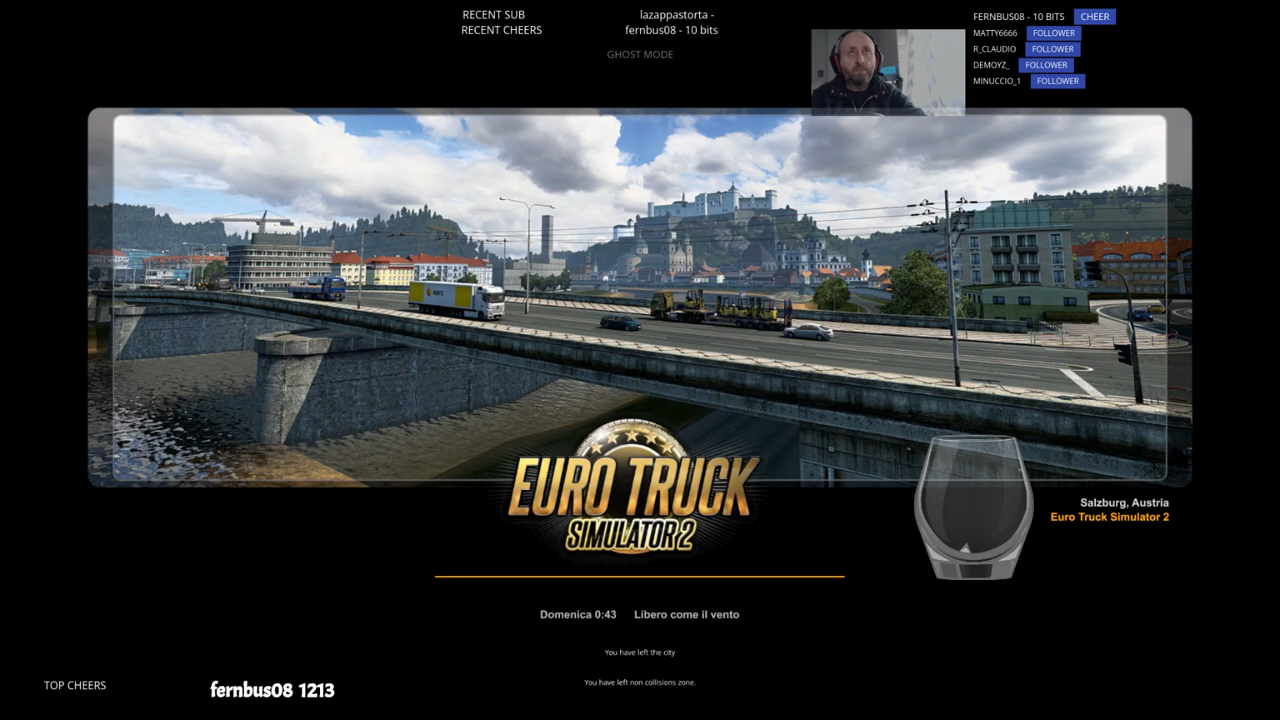 RECENT SUB
lazappastorta -
RECENT CHEERS
fernbus08 - 10 bits
GHOST MODE
FERNBUS08 - 10 BITS CHEER
MATTY6666 FOLLOWER
R_CLAUDIO FOLLOWER
DEMOYZ_ FOLLOWER
MINUCCIO_1 FOLLOWER
EURO TRUCK
SIMULATOR 2
Salzburg, Austria
Euro Truck Simulator 2
Domenica 0:43 Libero come il vento
You have left the city
You have left non collisions zone.
TOP CHEERS
fernbus08 1213